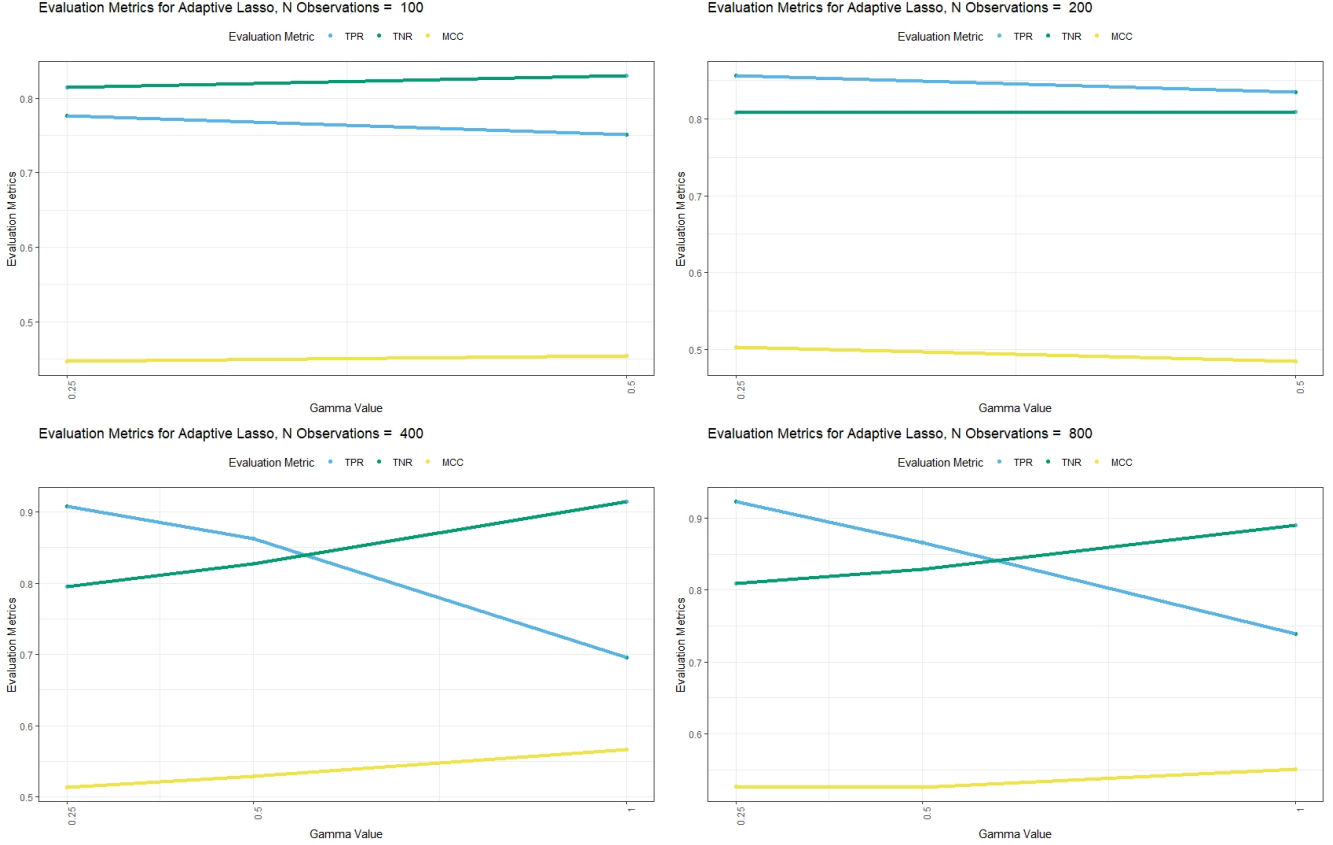 Evaluation Metrics for Adaptive Lasso, N Observations = 100
Evaluation Metric TPR TNR MCC
Evaluation Metrics
0.8
0.7
0.6
0.5
0.25 0.5
Gamma Value
Evaluation Metrics for Adaptive Lasso, N Observations = 200
Evaluation Metric TPR TNR MCC
Evaluation Metrics
0.8
0.7
0.6
0.5
0.25 0.5
Gamma Value
Evaluation Metrics for Adaptive Lasso, N Observations = 400
Evaluation Metric TPR TNR MCC
Evaluation Metrics
0.9
0.8
0.7
0.6
0.5
0.25 0.5 1
Gamma Value
Evaluation Metrics for Adaptive Lasso, N Observations = 800
Evaluation Metric TPR TNR MCC
Evaluation Metrics
0.9
0.8
0.7
0.6
0.25 0.5 1
Gamma Value